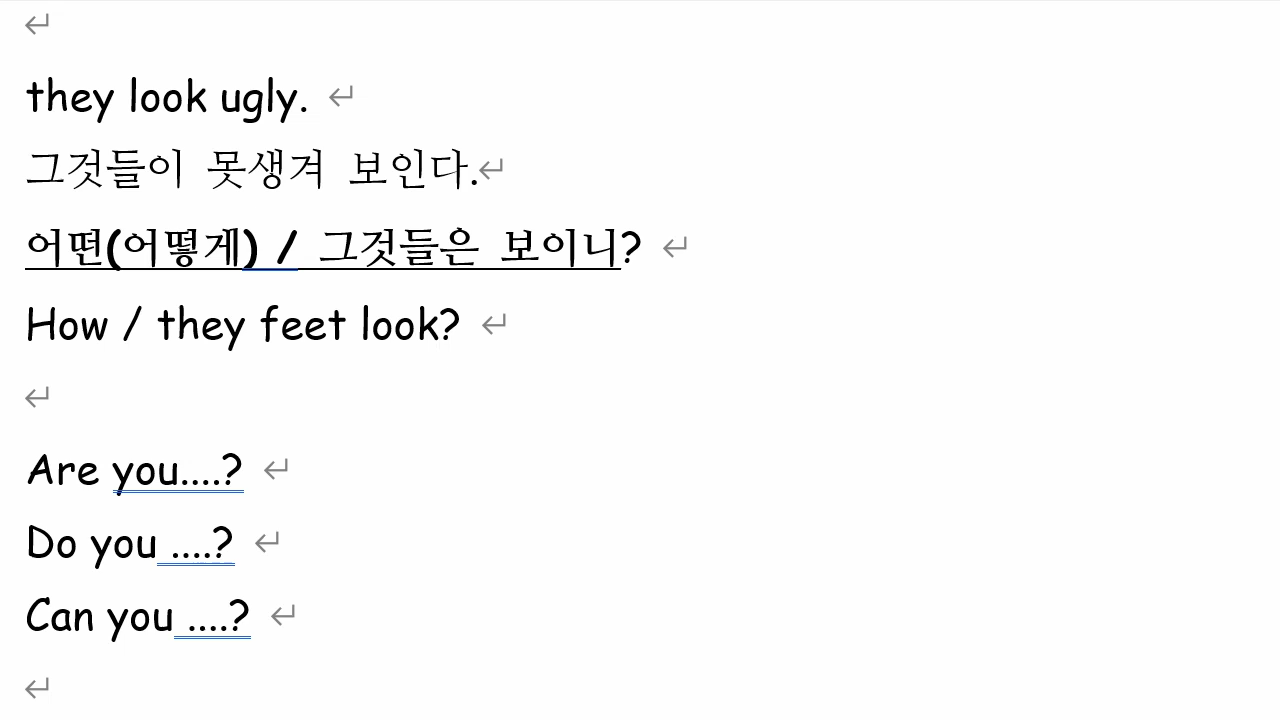 they look ugly.
그것들이 못생겨 보인다.
어떤(어떻게) / 그것들은 보이니?
How / they feet look?
Are you....?
Do you ....?
Can you ....?